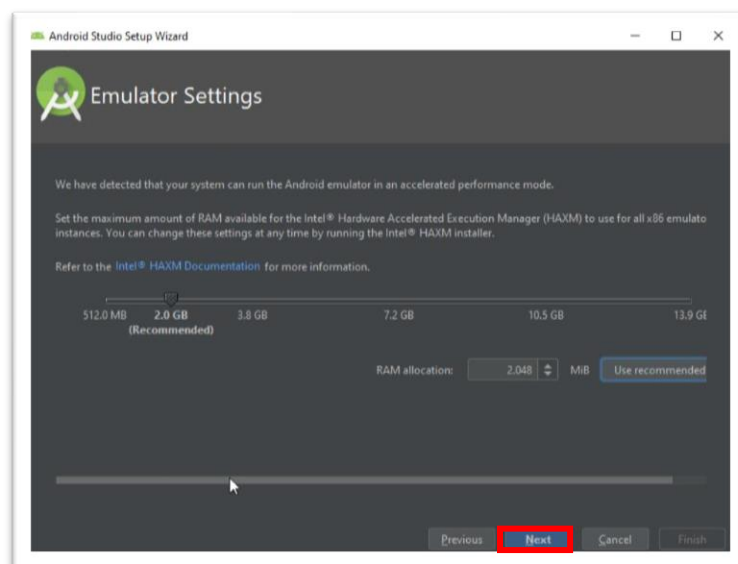 Android Studio Setup Wizard
Emulator Settings
We have detected that your system can run the Android emulator in an accelerated performance mode.
Set the maximum amount of RAM available for the Intel® Hardware Accelerated Execution Manager (HAXM) to use for all x86 emulato
instances. You can change these settings at any time by running the Intel® HAXM installer.
Refer to the Intel® HAXM Documentation for more information.
512.0 MB 2.0 GB 3.8 GB 7.2 GB 10.5 GB 13.9 GE
(Recommended)
RAM allocation: 2.048 MiB Use recommended
Previous Next Cancel Finish